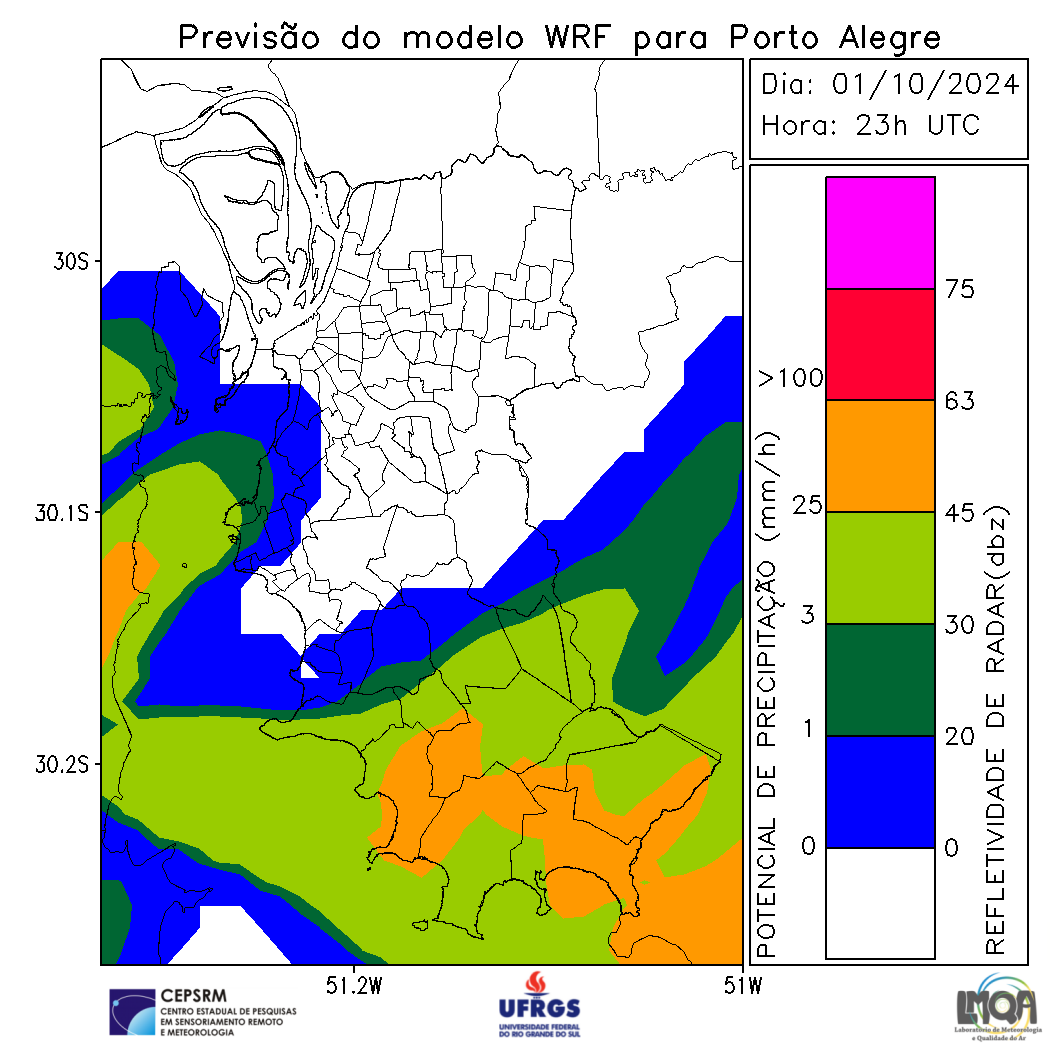 Previsão do modelo WRF para Porto Alegre
Dia: 01/10/2024
Hora: 23h UTC
30S
30.1S
30.2S
51.2W
51W
POTENCIAL DE PRECIPITAÇÃO (mm/h)
>100
25
3
1
0
75
63
45
30
20
0
REFLETIVIDADE DE RADAR(dbz)
CEPSRM
CENTRO ESTADUAL DE PESQUISAS
EM SENSORIAMENTO REMOTO
E METEOROLOGIA
UFRGS
UNIVERSIDADE FEDERAL
DO RIO GRANDE DO SUL
LMQA
Laboratório de Meteorologia
e Qualidade do Ar